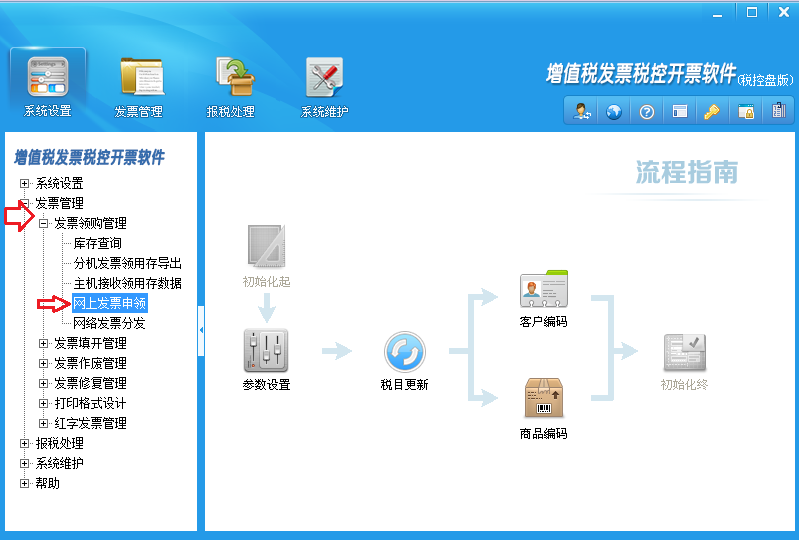 系统设置
发票管理
报税处理
系统维护
增值税发票税控开票软件(税控盘版)
增值税发票税控开票软件
系统设置
发票管理
发票领购管理
库存查询
分机发票领用存导出
主机接收领用存数据
网上发票申领
网络发票分发
发票填开管理
发票作废管理
发票修复管理
打印格式设计
红字发票管理
报税处理
系统维护
帮助
流程指南
初始化起
参数设置
税目更新
客户编码
商品编码
初始化终